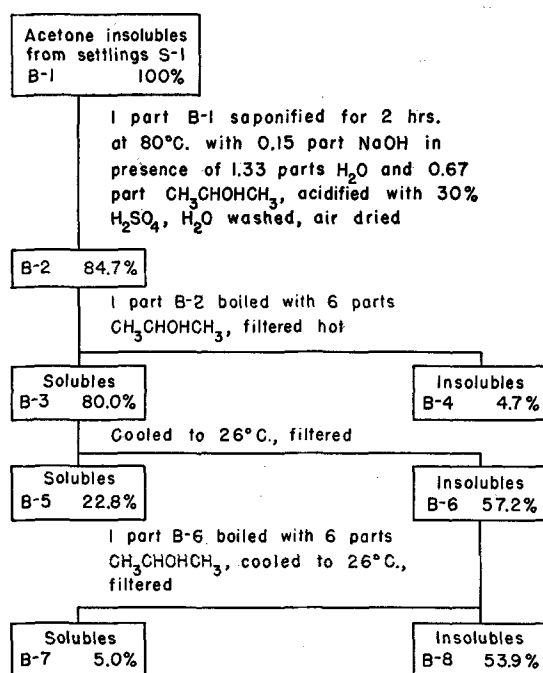 Acetone insolubles
from settlings S-1
B-1 100%
1 part B-1 saponified for 2 hrs.
at 80°C. with 0.15 part NaOH in
presence of 1.33 parts H₂O and 0.67
part CH₃CHOHCH₃, acidified with 30%
H₂SO₄, H₂O washed, air dried
B-2 84.7%
1 part B-2 boiled with 6 parts
CH₃CHOHCH₃, filtered hot
Solubles
B-3 80.0%
Insolubles
B-4 4.7%
Cooled to 26°C., filtered
Solubles
B-5 22.8%
Insolubles
B-6 57.2%
1 part B-6 boiled with 6 parts
CH₃CHOHCH₃, cooled to 26°C.,
filtered
Solubles
B-7 5.0%
Insolubles
B-8 53.9%